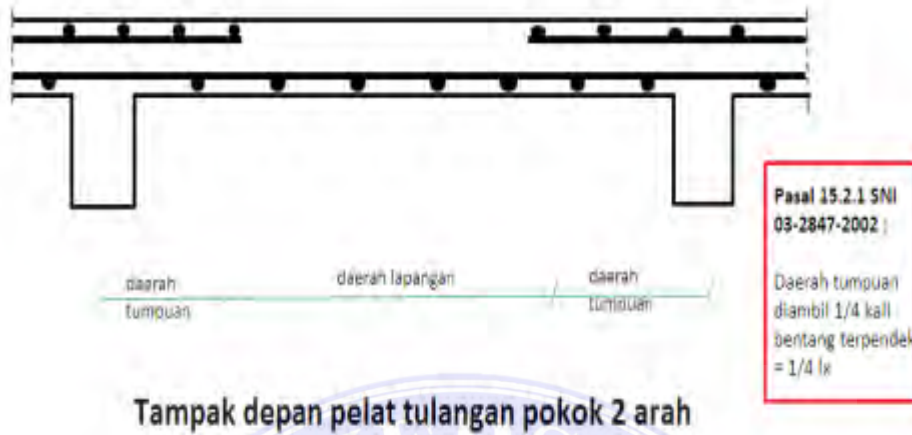 Pasal 15.2.1 SNI
03-2847-2002 :
Daerah tumpuan
diambil 1/4 kali
bentang terpendek
= 1/4 lx
daerah
tumpuan
daerah lapangan
daerah
tumpuan
Tampak depan pelat tulangan pokok 2 arah